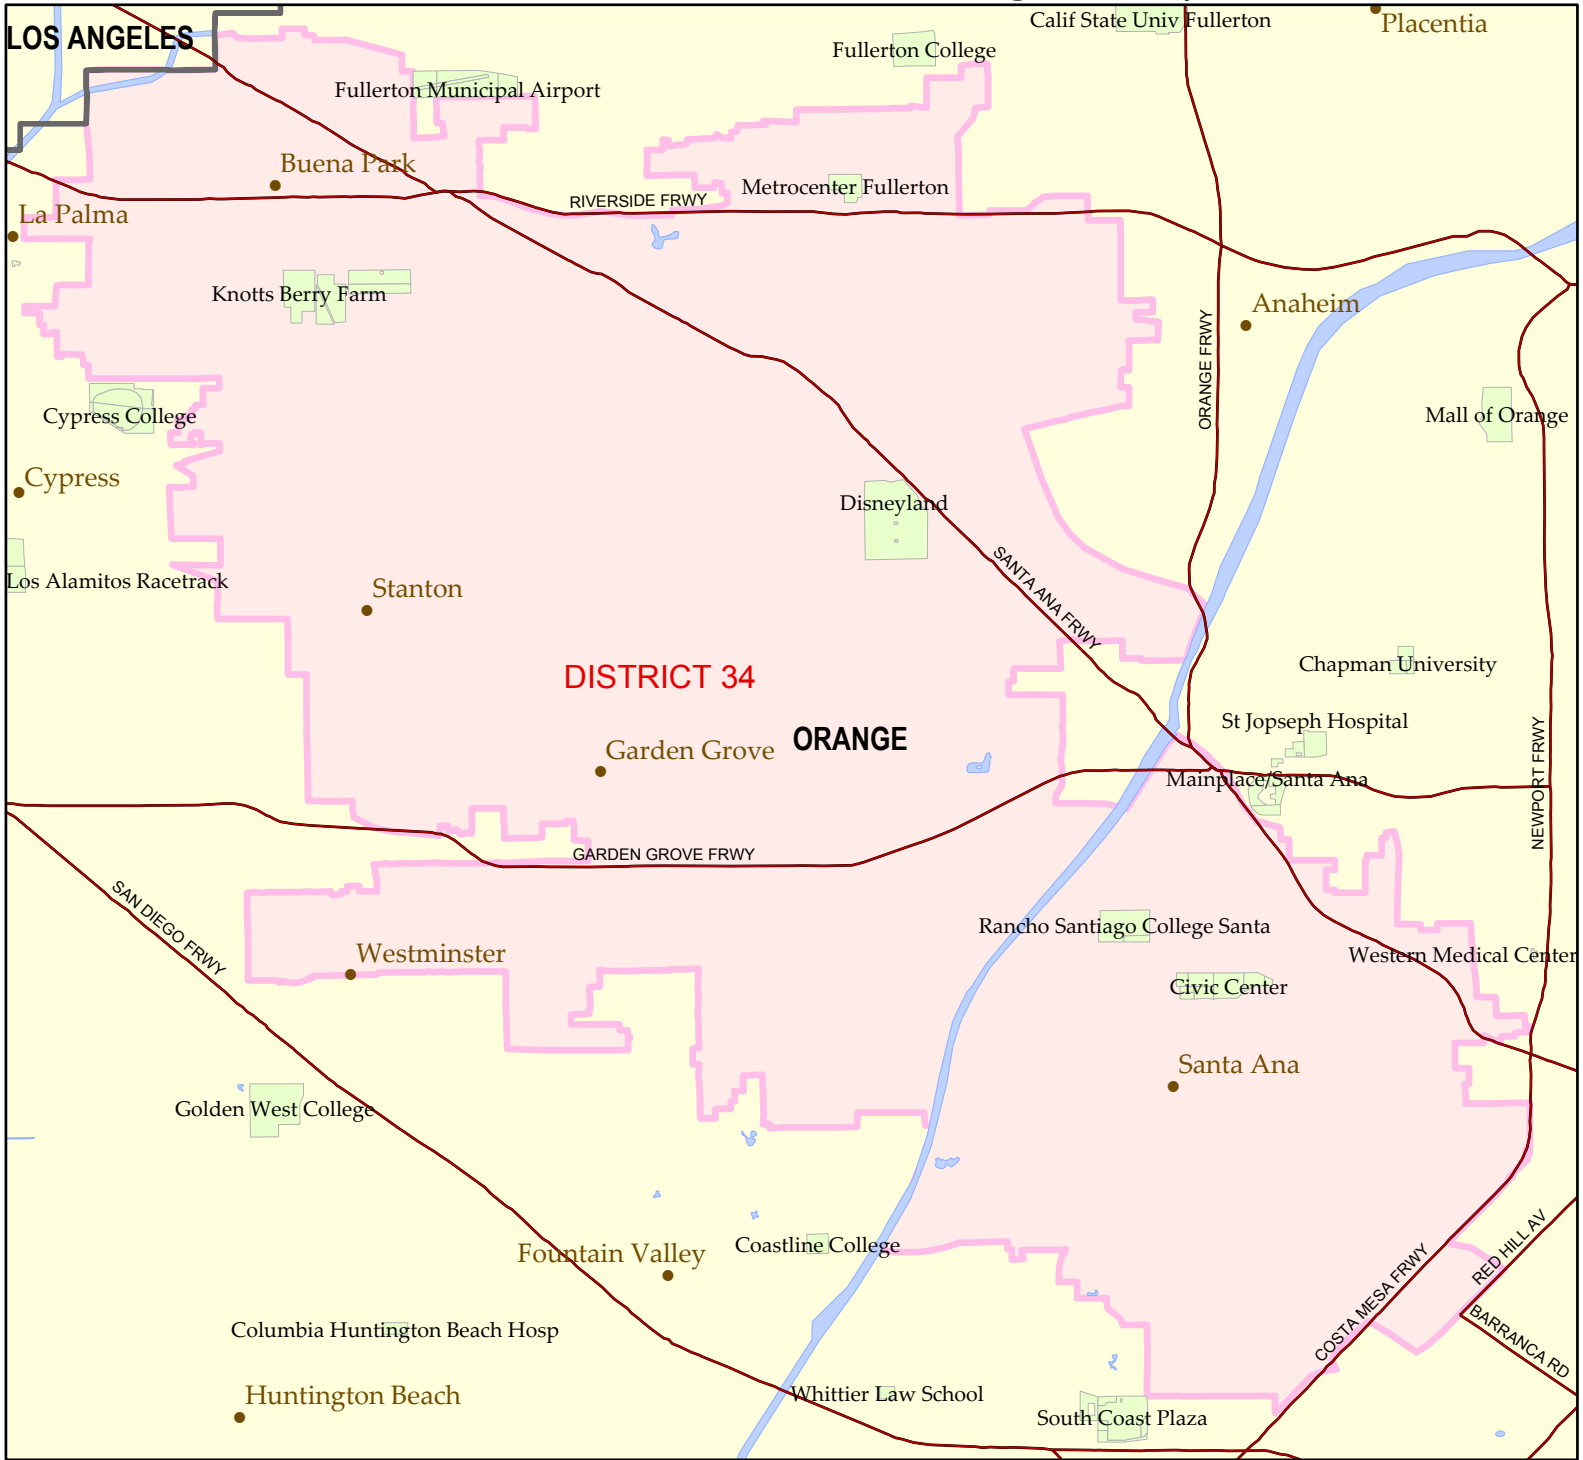 Calif State Univ Fullerton
Placentia
LOS ANGELES
Fullerton College
Fullerton Municipal Airport
Buena Park
Metrocenter Fullerton
RIVERSIDE FRWY
La Palma
Knotts Berry Farm
Anaheim
ORANGE FRWY
Cypress College
Mall of Orange
Cypress
Disneyland
Los Alamitos Racetrack
Stanton
SANTA ANA FRWY
DISTRICT 34
Chapman University
St Jopseph Hospital
Garden Grove
ORANGE
Mainplace/Santa Ana
NEWPORT FRWY
GARDEN GROVE FRWY
SAN DIEGO FRWY
Rancho Santiago College Santa
Westminster
Western Medical Center
Civic Center
Santa Ana
Golden West College
Fountain Valley
Coastline College
RED HILL AV
COSTA MESA FRWY
Columbia Huntington Beach Hosp
BARRANCA RD
Huntington Beach
Whittier Law School
South Coast Plaza